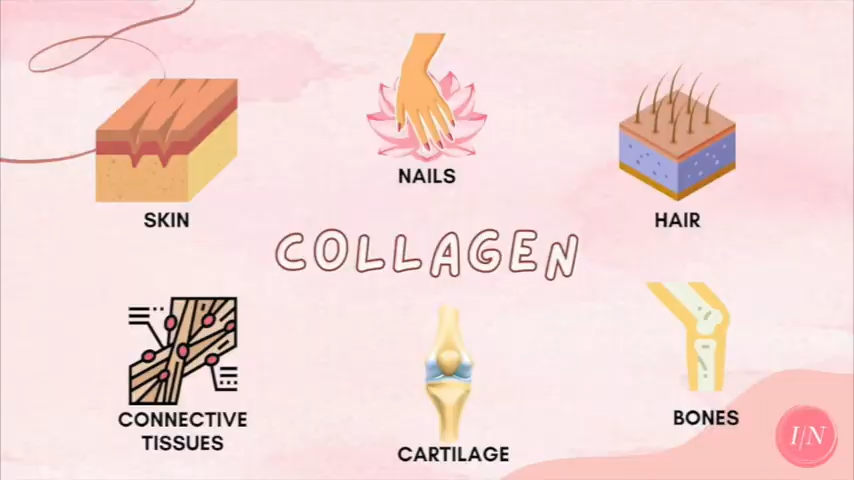 NAILS
SKIN
HAIR
COLLAGEN
CONNECTIVE
TISSUES
CARTILAGE
BONES
I/N